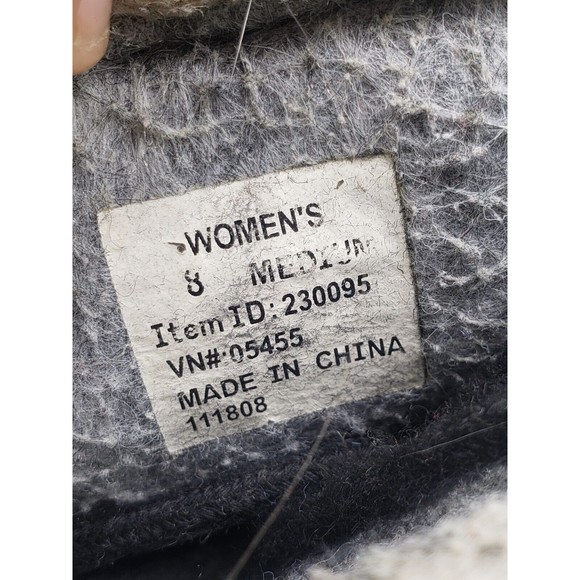 WOMEN'S
8 MEDIUM
Item ID: 230095
VN#:05455
MADE IN CHINA
111808